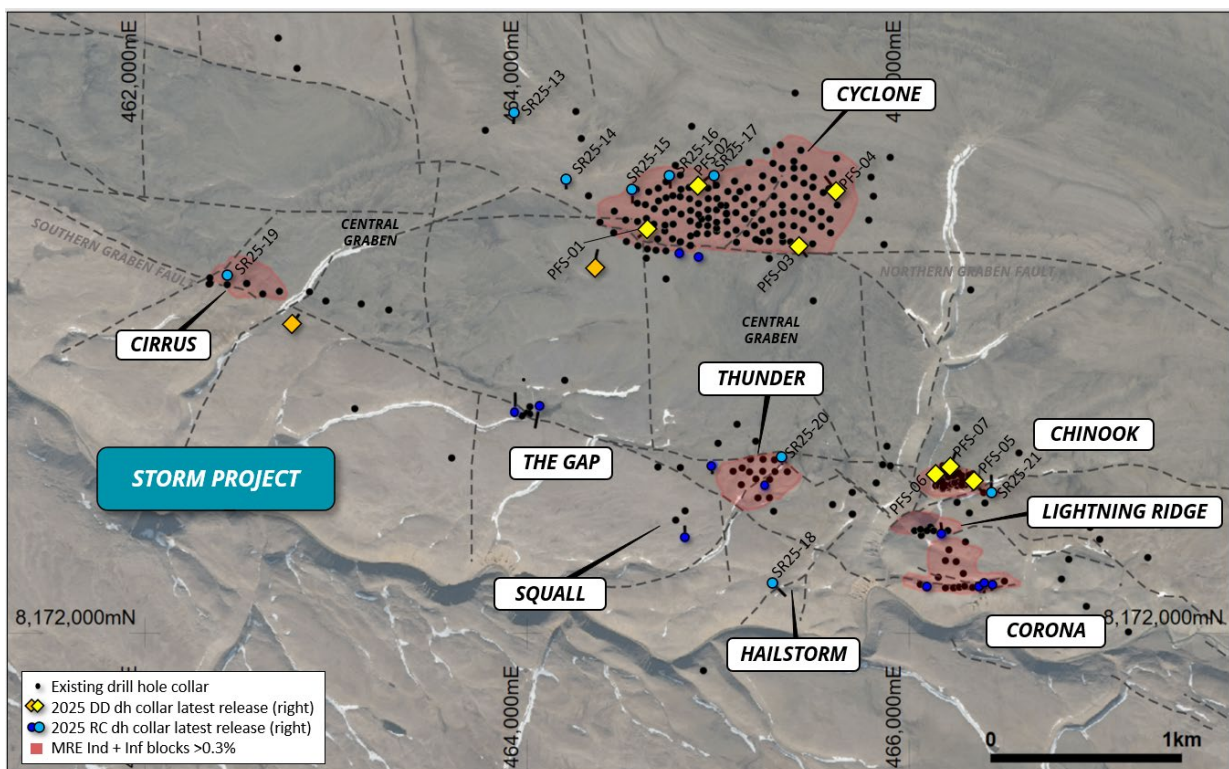 462,000mE
464,000mE
466,000mE
SR25-13
CYCLONE
SR25-14
SR25-15
SR25-16
PFS-02
SR25-17
PFS-04
SOUTHERN GRABEN FAULT
SR25-19
CENTRAL
GRABEN
PFS-01
PFS-03
NORTHERN GRABEN FAULT
CIRRUS
CENTRAL
GRABEN
THUNDER
SR25-20
CHINOOK
PFS-07
PFS-05
PFS-06
SR25-21
THE GAP
STORM PROJECT
LIGHTNING RIDGE
SR25-18
SQUALL
8,172,000mN
8,172,000mN
CORONA
HAILSTORM
Existing drill hole collar
2025 DD dh collar latest release (right)
2025 RC dh collar latest release (right)
MRE Ind + Inf blocks >0.3%
464,000mE
466,000mE
0
1km